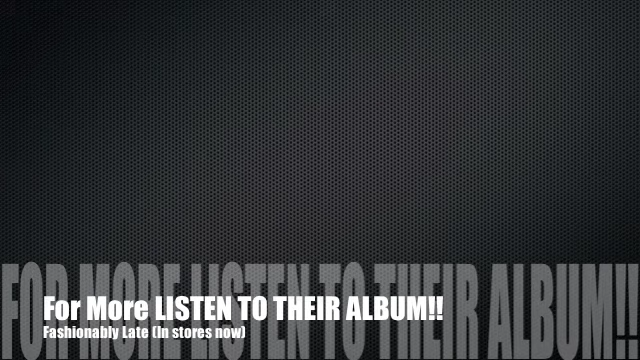 FOR MORE LISTEN TO THEIR ALBUM!!
For More LISTEN TO THEIR ALBUM!!
Fashionably Late (In stores now)